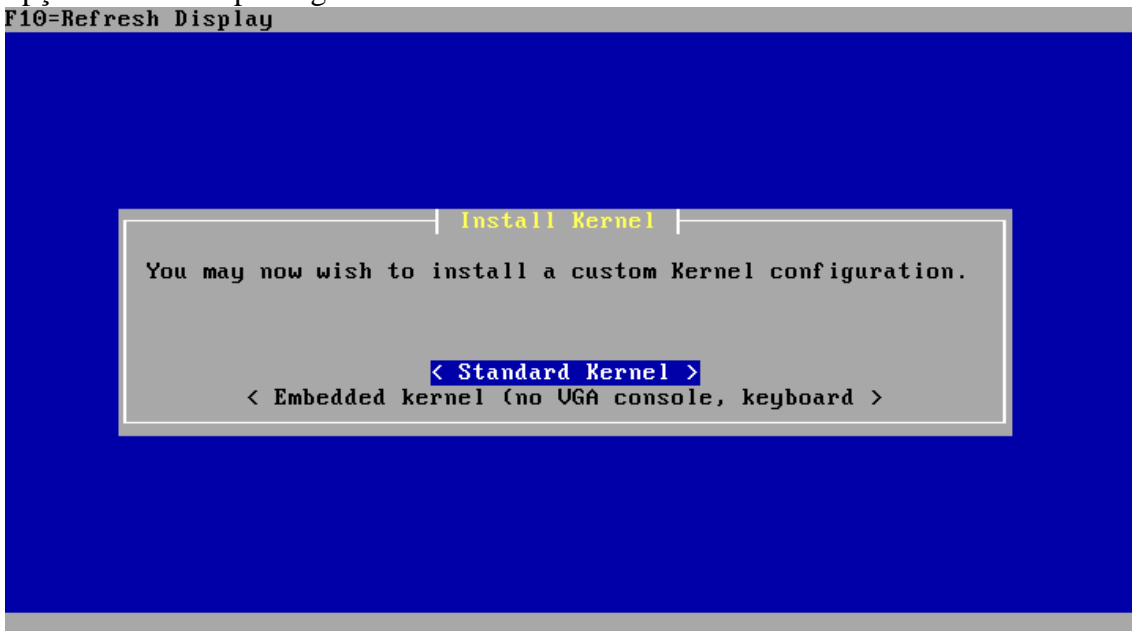 F10=Refresh Display
Install Kernel
You may now wish to install a custom Kernel configuration.
< Standard Kernel >
< Embedded kernel (no VGA console, keyboard >